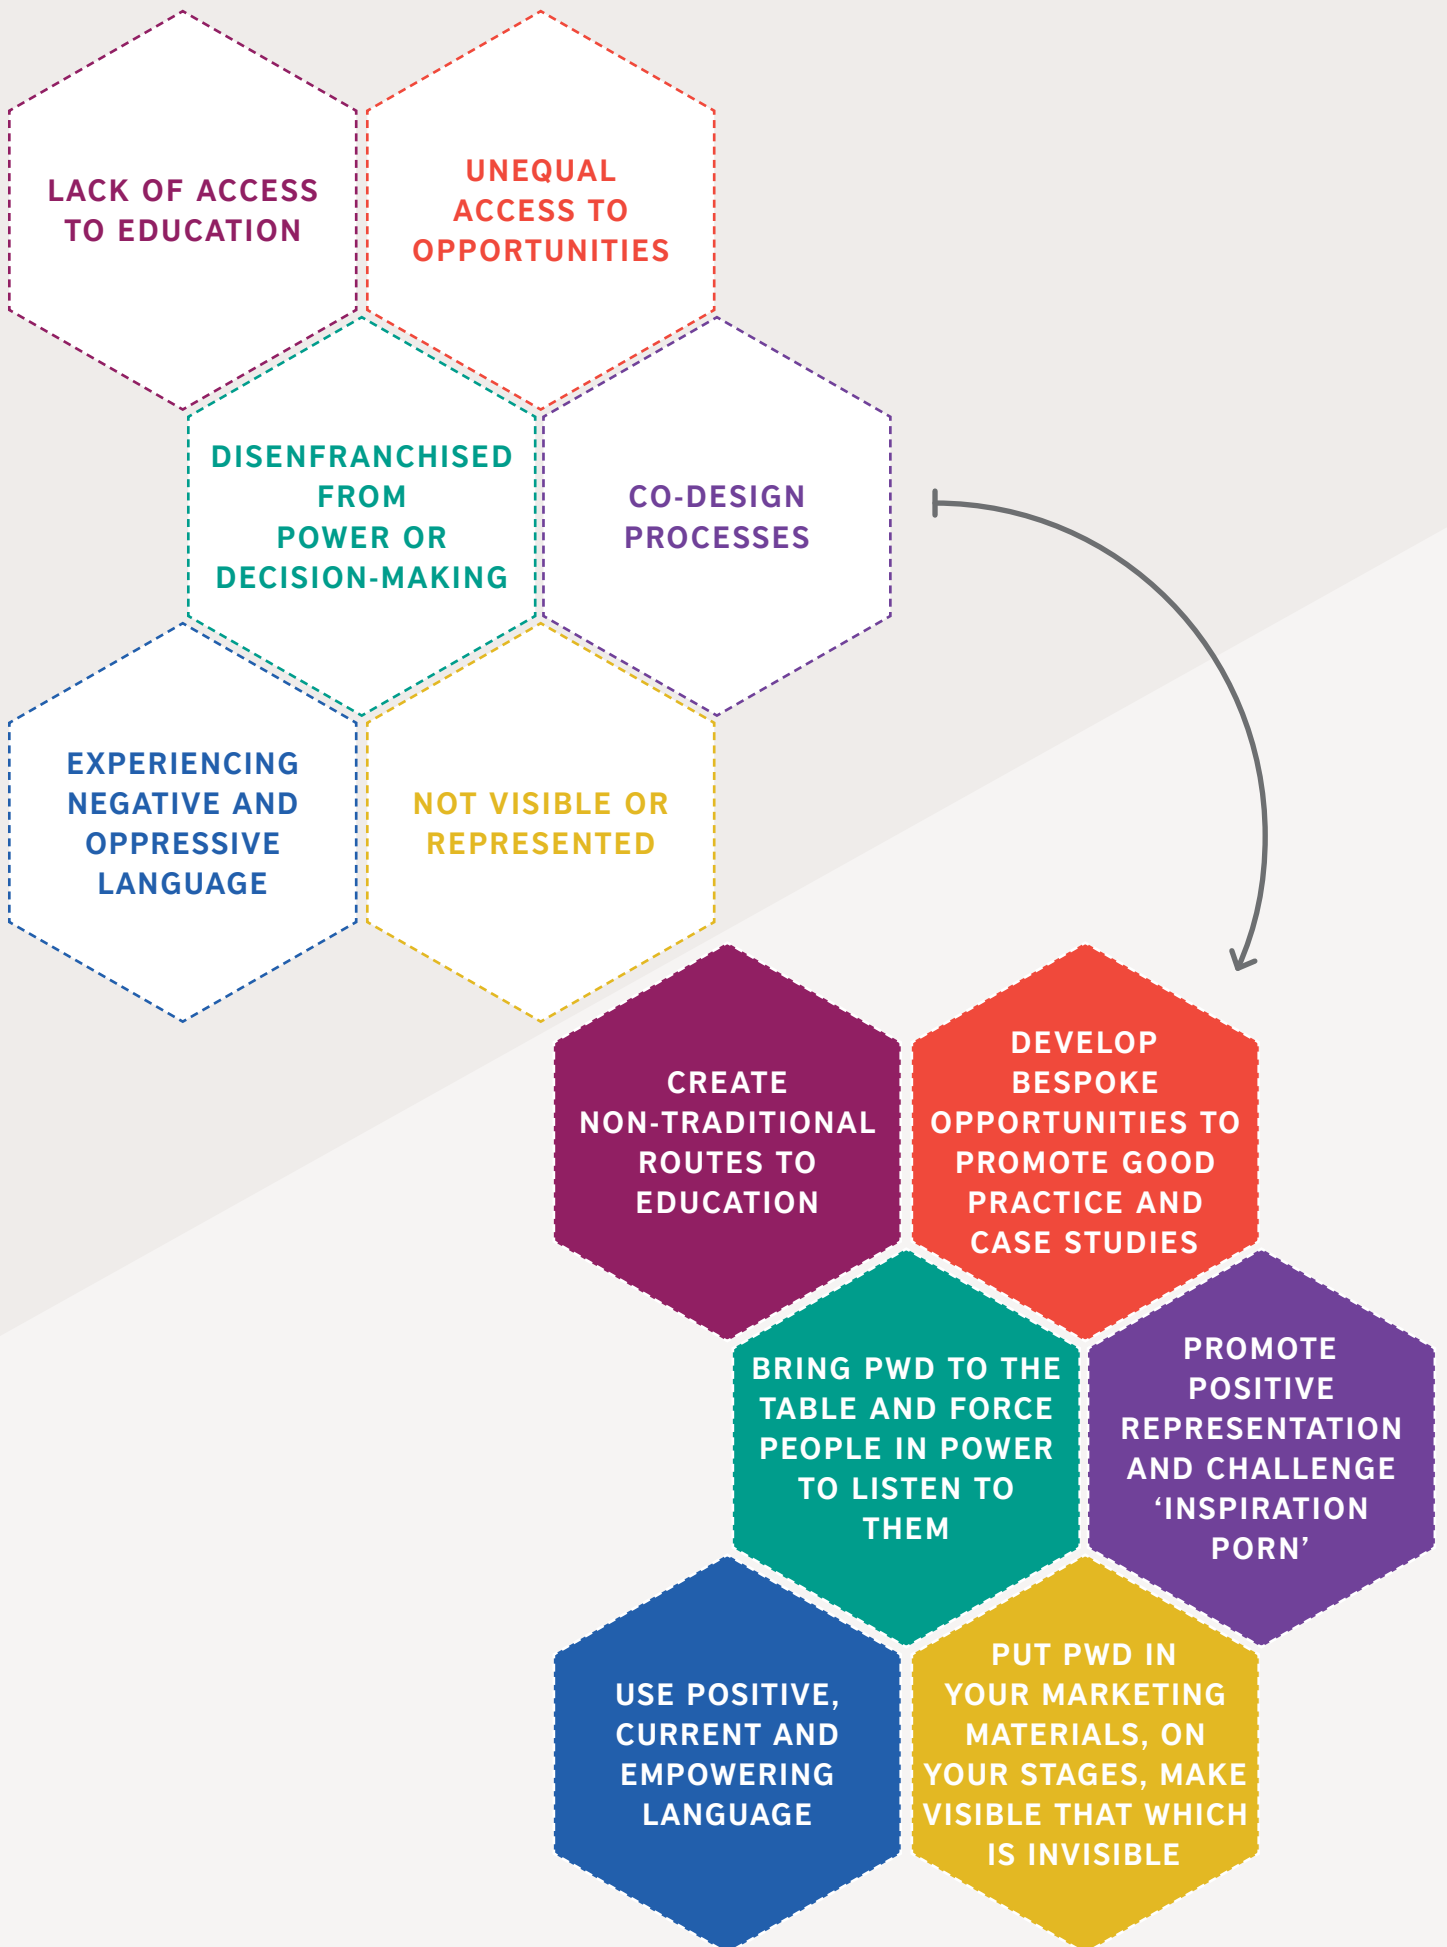 LACK OF ACCESS
TO EDUCATION
UNEQUAL
ACCESS TO
OPPORTUNITIES
DISENFRANCHISED
FROM
POWER OR
DECISION-MAKING
CO-DESIGN
PROCESSES
EXPERIENCING
NEGATIVE AND
OPPRESSIVE
LANGUAGE
NOT VISIBLE OR
REPRESENTED
CREATE
NON-TRADITIONAL
ROUTES TO
EDUCATION
DEVELOP
BESPOKE
OPPORTUNITIES TO
PROMOTE GOOD
PRACTICE AND
CASE STUDIES
BRING PWD TO THE
TABLE AND FORCE
PEOPLE IN POWER
TO LISTEN TO
THEM
PROMOTE
POSITIVE
REPRESENTATION
AND CHALLENGE
‘INSPIRATION
PORN’
USE POSITIVE,
CURRENT AND
EMPOWERING
LANGUAGE
PUT PWD IN
YOUR MARKETING
MATERIALS, ON
YOUR STAGES, MAKE
VISIBLE THAT WHICH
IS INVISIBLE